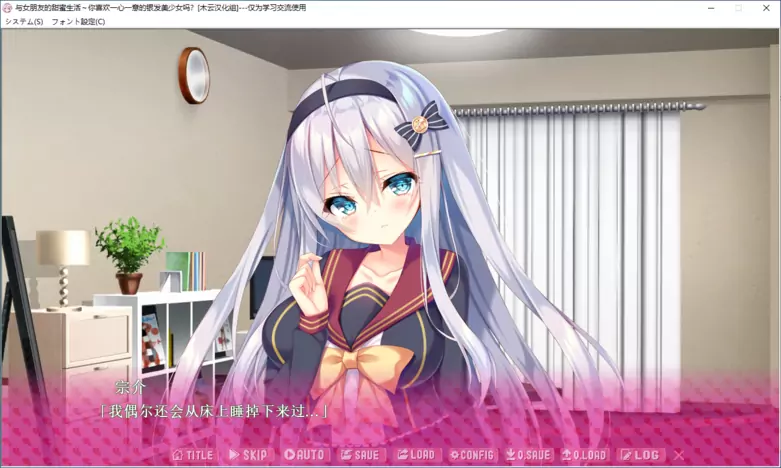 与女朋友的甜蜜生活～你喜欢一心一意的银发美少女吗？[木云汉化组]---仅为学习交流使用
システム(S) フォント設定(C)
宗介
「我偶尔还会从床上睡掉下来过…」
TITLE SKIP AUTO SAVE LOAD CONFIG Q.SAVE Q.LOAD LOG